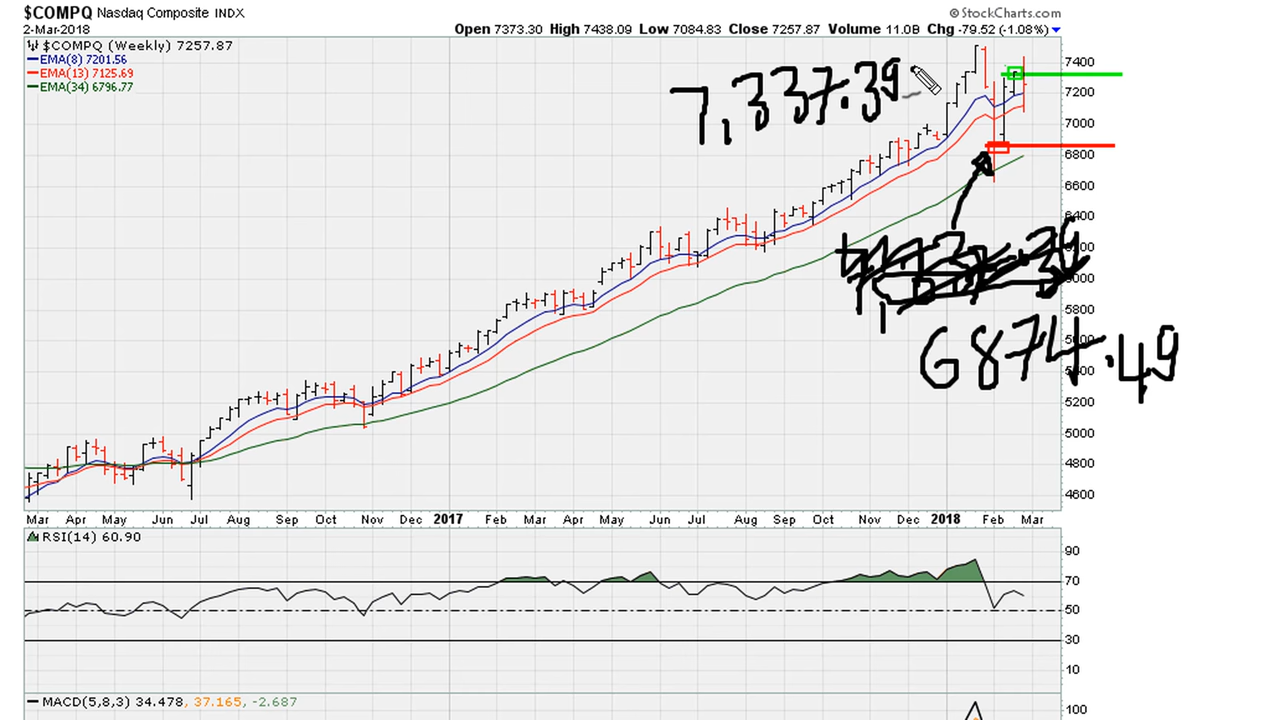 $COMPQ Nasdaq Composite INDX
© StockCharts.com
2-Mar-2018
Open 7373.30 High 7438.09 Low 7084.83 Close 7257.87 Volume 11.0B Chg -79.52 (-1.08%)
$COMPQ (Weekly) 7257.87
EMA(8) 7201.56
EMA(13) 7125.69
EMA(34) 6796.77
7,337.39
7400
7200
7000
6800
6600
6400
5800
5200
5000
4800
4600
6874.49
Mar Apr May Jun Jul Aug Sep Oct Nov Dec 2017 Feb Mar Apr May Jun Jul Aug Sep Oct Nov Dec 2018 Feb Mar
RSI(14) 60.90
90
70
50
30
10
MACD(5,8,3) 34.478, 37.165, -2.687
100